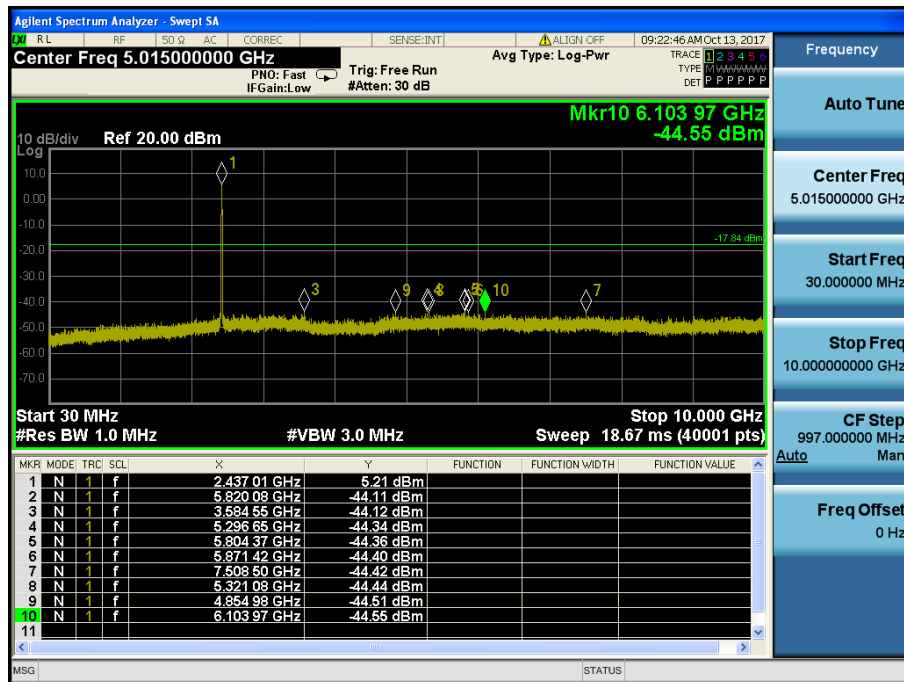 Agilent Spectrum Analyzer - Swept SA
LXI RL RF 50 Ω AC CORREC SENSE:INT ALIGN OFF 09:22:46 AM Oct 13, 2017
Center Freq 5.015000000 GHz Avg Type: Log-Pwr TRACE 1 2 3 4 5 6
PNO: Fast Trig: Free Run TYPE MWWWWW
IFGain:Low #Atten: 30 dB DET P P P P P P
Mkr10 6.103 97 GHz
10 dB/div Ref 20.00 dBm -44.55 dBm
Log
10.0
0.00
-10.0
-20.0
-30.0
-40.0
-50.0
-60.0
-70.0
-17.84 dBm
1
3 9 10 7
Start 30 MHz Stop 10.000 GHz
#Res BW 1.0 MHz #VBW 3.0 MHz Sweep 18.67 ms (40001 pts)
MKR MODE TRC SCL X Y FUNCTION FUNCTION WIDTH FUNCTION VALUE
1 N 1 f 2.437 01 GHz 5.21 dBm
2 N 1 f 5.820 08 GHz -44.11 dBm
3 N 1 f 3.584 55 GHz -44.12 dBm
4 N 1 f 5.296 65 GHz -44.34 dBm
5 N 1 f 5.804 37 GHz -44.36 dBm
6 N 1 f 5.871 42 GHz -44.40 dBm
7 N 1 f 7.508 50 GHz -44.42 dBm
8 N 1 f 5.321 08 GHz -44.44 dBm
9 N 1 f 4.854 98 GHz -44.51 dBm
10 N 1 f 6.103 97 GHz -44.55 dBm
11
MSG STATUS
Frequency
Auto Tune
Center Freq
5.015000000 GHz
Start Freq
30.000000 MHz
Stop Freq
10.000000000 GHz
CF Step
997.000000 MHz
Auto Man
Freq Offset
0 Hz